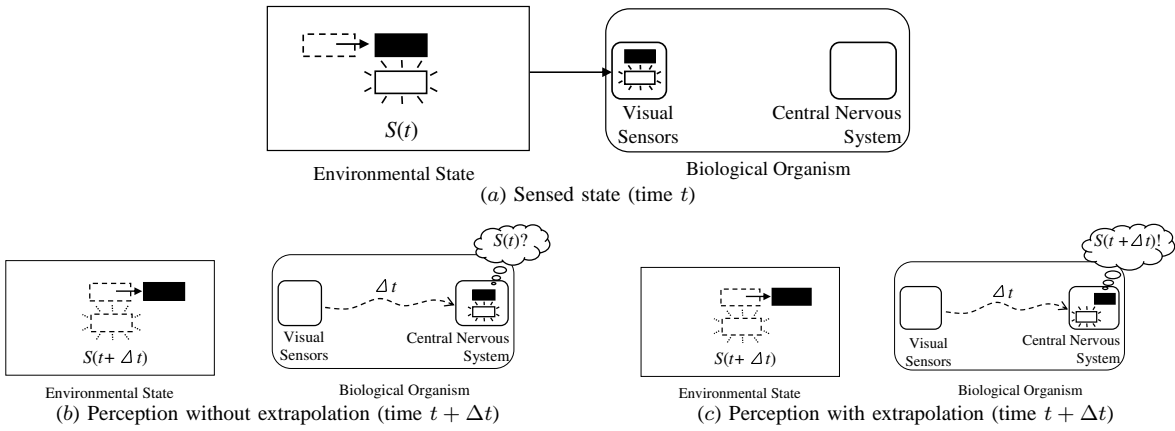 S(t)
Visual
Sensors
Central Nervous
System
Environmental State
Biological Organism
(a) Sensed state (time t)
S(t)?
Δt
Visual
Sensors
Central Nervous
System
S(t+ Δt)
Environmental State
Biological Organism
(b) Perception without extrapolation (time t + Δt)
S(t +Δt)!
Δt
Visual
Sensors
Central Nervous
System
S(t+ Δt)
Environmental State
Biological Organism
(c) Perception with extrapolation (time t + Δt)